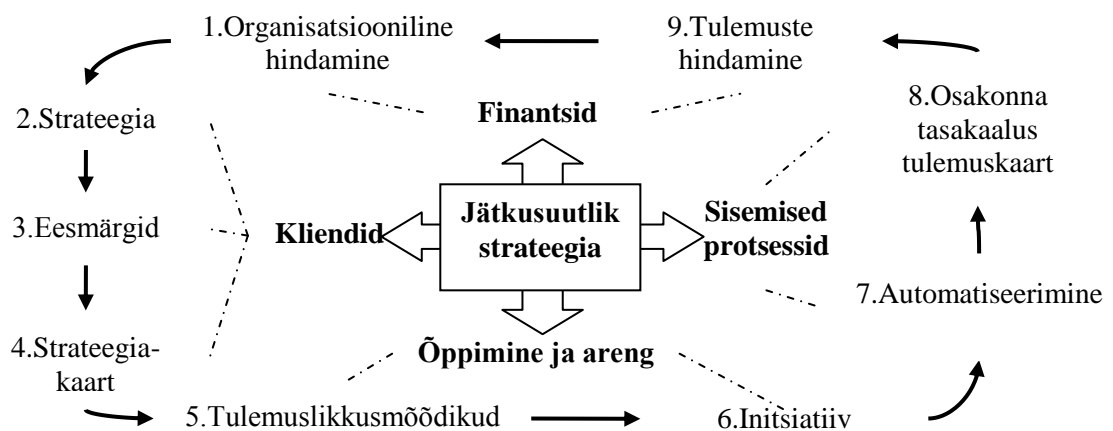 1.Organisatsiooniline
hindamine
9.Tulemuste
hindamine
2.Strateegia
Finantsid
8.Osakonna
tasakaalus
tulemuskaart
3.Eesmärgid
Kliendid
Jätkusuutlik
strateegia
Sisemised
protsessid
7.Automatiseerimine
4.Strateegia-
kaart
Õppimine ja areng
5.Tulemuslikkusmõõdikud
6.Initsiatiiv